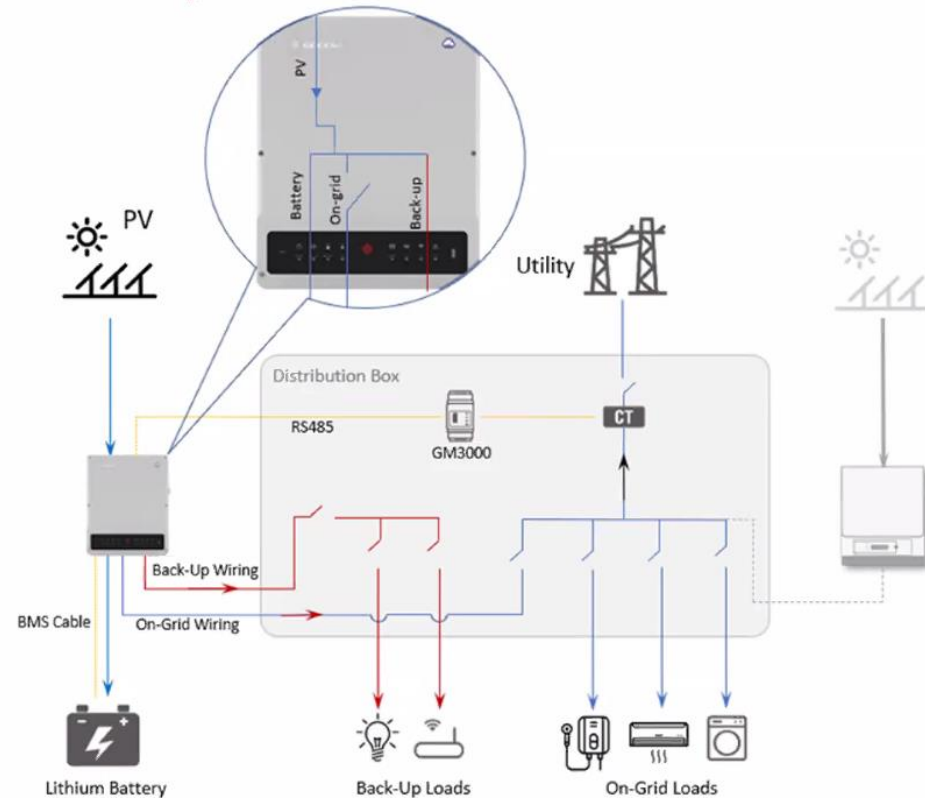 PV
Battery
On-grid
Back-up
PV
Utility
Distribution Box
RS485
GM3000
CT
Back-Up Wiring
On-Grid Wiring
BMS Cable
Lithium Battery
Back-Up Loads
On-Grid Loads